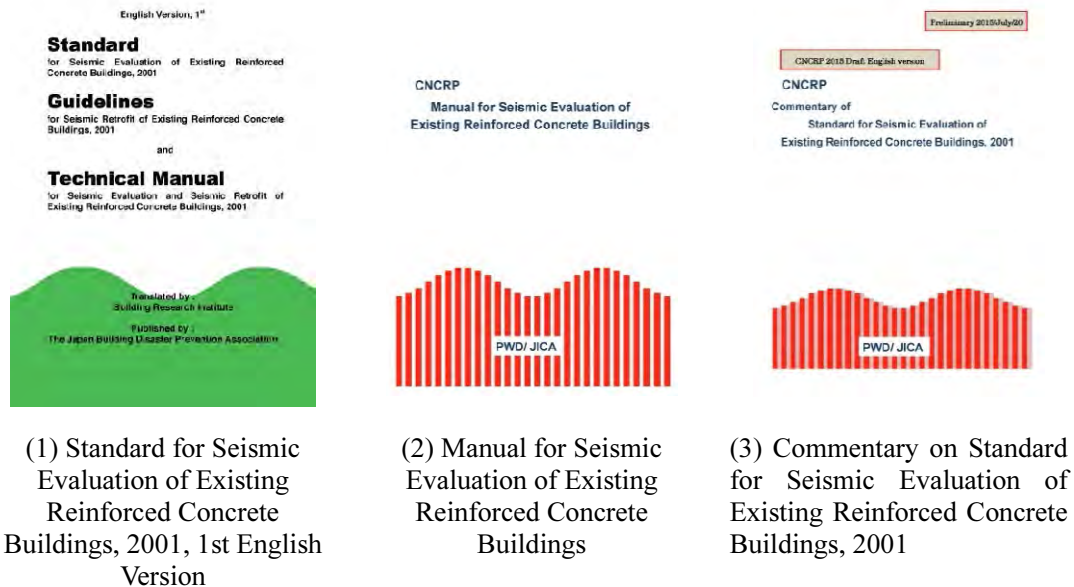 English Version, 1st
Standard
for Seismic Evaluation of Existing Reinforced
Concrete Buildings, 2001
Guidelines
for Seismic Retrofit of Existing Reinforced Concrete
Buildings, 2001
and
Technical Manual
for Seismic Evaluation and Seismic Retrofit of
Existing Reinforced Concrete Buildings, 2001
Translated by :
Building Research Institute
Published by :
The Japan Building Disaster Prevention Association
(1) Standard for Seismic
Evaluation of Existing
Reinforced Concrete
Buildings, 2001, 1st English
Version
CNCRP
Manual for Seismic Evaluation of
Existing Reinforced Concrete Buildings
PWD/ JICA
(2) Manual for Seismic
Evaluation of Existing
Reinforced Concrete
Buildings
Preliminary 2015\July/20
CNCRP 2015 Draft. English version
CNCRP
Commentary of
Standard for Seismic Evaluation of
Existing Reinforced Concrete Buildings. 2001
PWD/ JICA
(3) Commentary on Standard
for Seismic Evaluation of
Existing Reinforced Concrete
Buildings, 2001